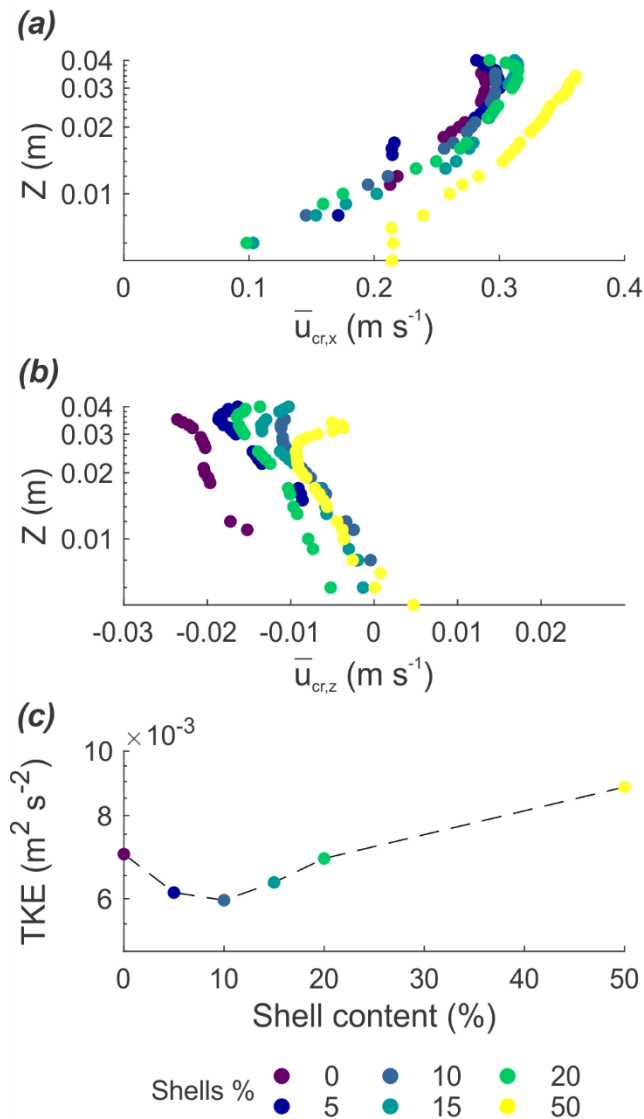 (a)
0.04
0.03
0.02
0.01
Z (m)
0 0.1 0.2 0.3 0.4
u̅cr,x (m s⁻¹)
(b)
0.04
0.03
0.02
0.01
Z (m)
-0.03 -0.02 -0.01 0 0.01 0.02
u̅cr,z (m s⁻¹)
(c)
×10⁻³
10
8
6
TKE (m² s⁻²)
0 10 20 30 40 50
Shell content (%)
Shells %
0 10 20
5 15 50